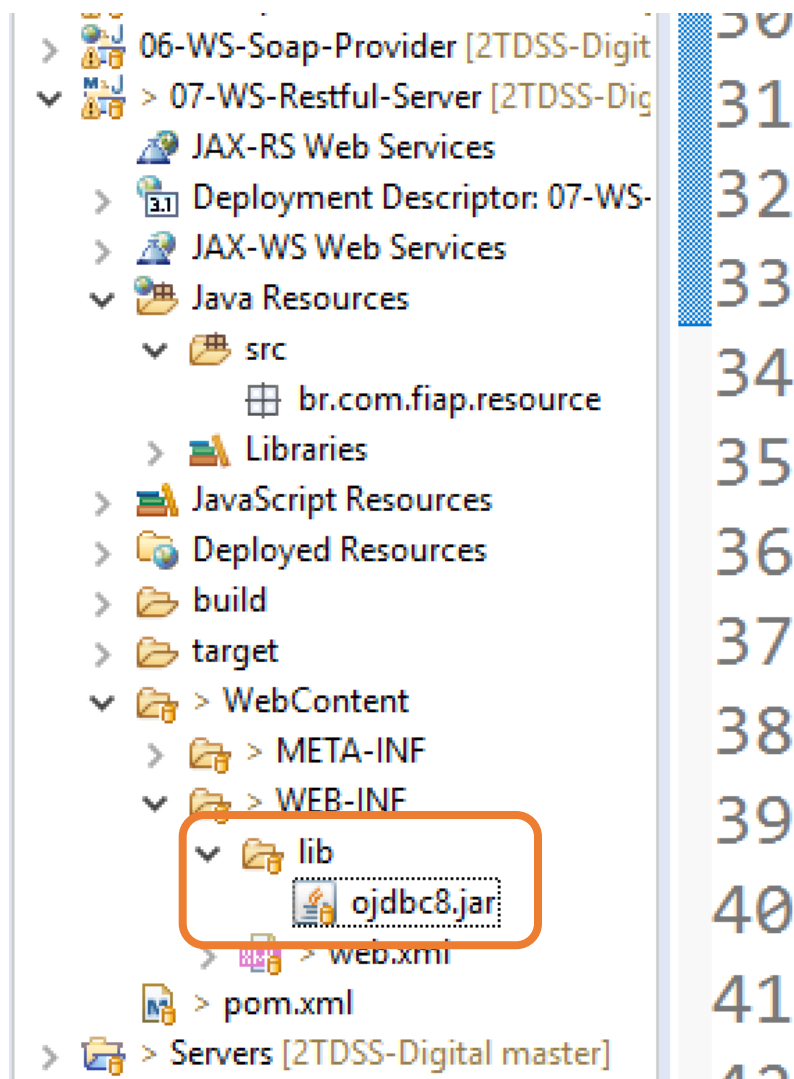 06-WS-Soap-Provider [2TDSS-Digit
> 07-WS-Restful-Server [2TDSS-Dig
JAX-RS Web Services
Deployment Descriptor: 07-WS-
JAX-WS Web Services
Java Resources
src
br.com.fiap.resource
Libraries
JavaScript Resources
Deployed Resources
build
target
> WebContent
> META-INF
> WEB-INF
lib
ojdbc8.jar
> web.xml
> pom.xml
> Servers [2TDSS-Digital master]
30
31
32
33
34
35
36
37
38
39
40
41
42